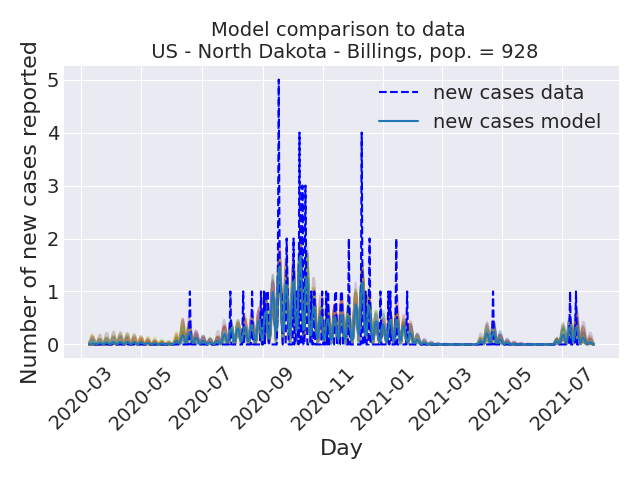 Model comparison to data
US - North Dakota - Billings, pop. = 928
Number of new cases reported
5
4
3
2
1
0
new cases data
new cases model
2020-03
2020-05
2020-07
2020-09
2020-11
2021-01
2021-03
2021-05
2021-07
Day